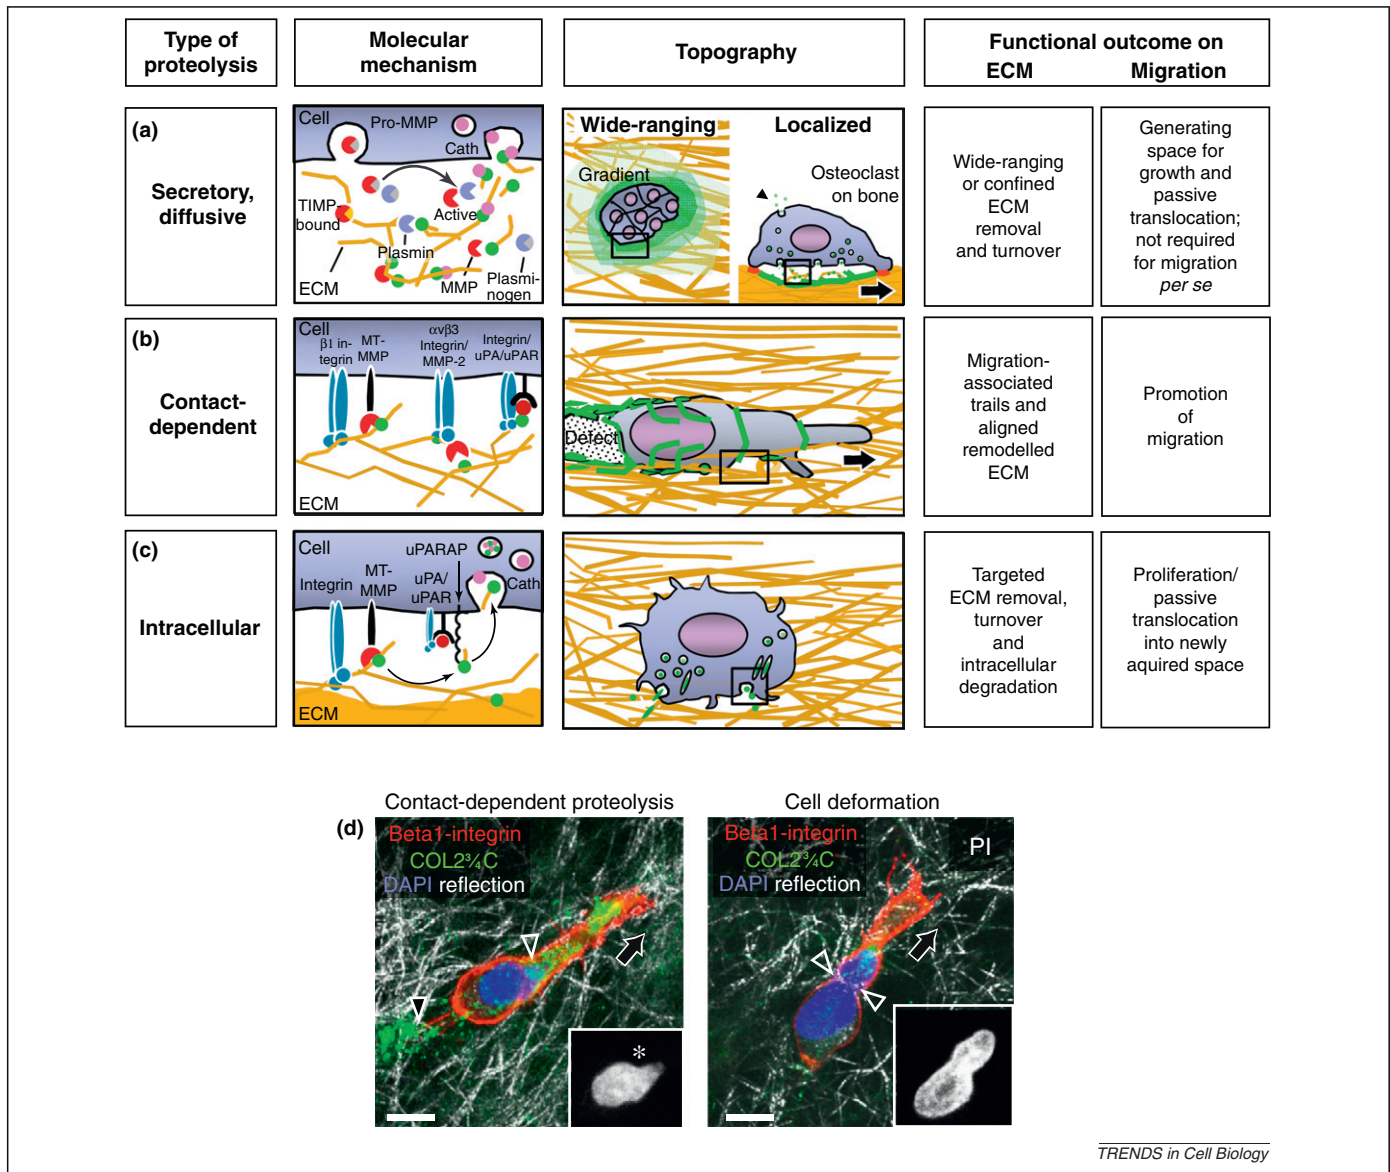 Type of
proteolysis
Molecular
mechanism
Topography
Functional outcome on
ECM
Migration
(a)
Secretory,
diffusive
Cell
Pro-MMP
Cath
TIMP-
bound
Active
Plasmin
ECM
MMP
Plasmi-
nogen
Wide-ranging
Gradient
Localized
Osteoclast
on bone
Wide-ranging
or confined
ECM
removal
and turnover
Generating
space for
growth and
passive
translocation;
not required
for migration
per se
(b)
Contact-
dependent
Cell
β1 in-
tegrin
MT-
MMP
αvβ3
Integrin/
MMP-2
Integrin/
uPA/uPAR
ECM
Defect
Migration-
associated
trails and
aligned
remodelled
ECM
Promotion
of
migration
(c)
Intracellular
Cell
uPARAP
Integrin
MT-
MMP
uPA/
uPAR
Cath
ECM
Targeted
ECM removal,
turnover
and
intracellular
degradation
Proliferation/
passive
translocation
into newly
aquired space
(d)
Contact-dependent proteolysis
Beta1-integrin
COL2¾C
DAPI reflection
*
Cell deformation
Beta1-integrin
COL2¾C
DAPI reflection
PI
TRENDS in Cell Biology